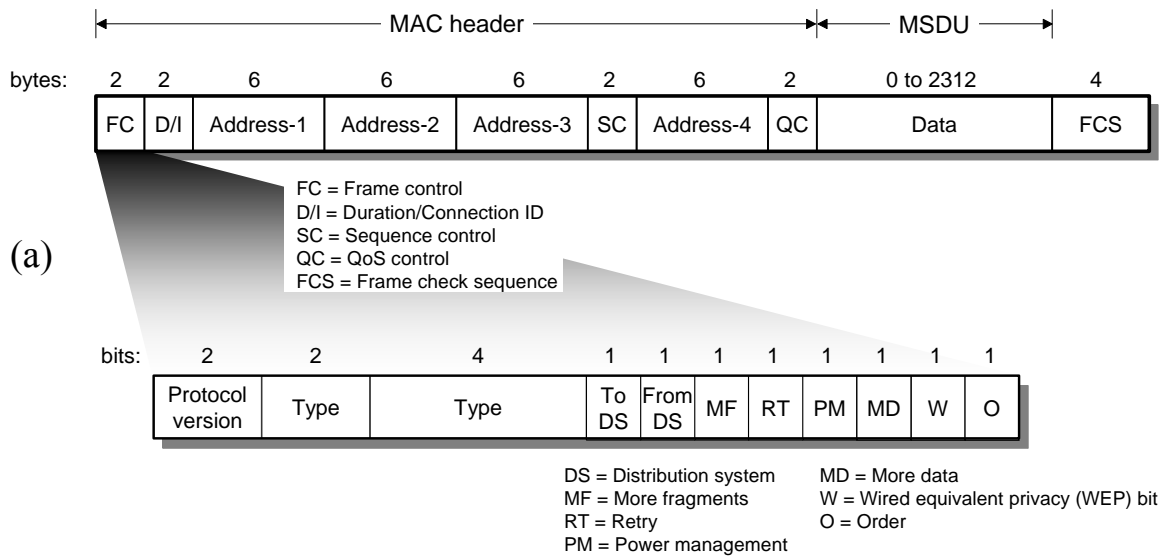 MAC header MSDU
bytes: 2 2 6 6 6 2 6 2 0 to 2312 4
FC D/I Address-1 Address-2 Address-3 SC Address-4 QC Data FCS
FC = Frame control
D/I = Duration/Connection ID
SC = Sequence control
QC = QoS control
FCS = Frame check sequence
(a)
bits: 2 2 4 1 1 1 1 1 1 1 1
Protocol version Type Type To DS From DS MF RT PM MD W O
DS = Distribution system
MF = More fragments
RT = Retry
PM = Power management
MD = More data
W = Wired equivalent privacy (WEP) bit
O = Order